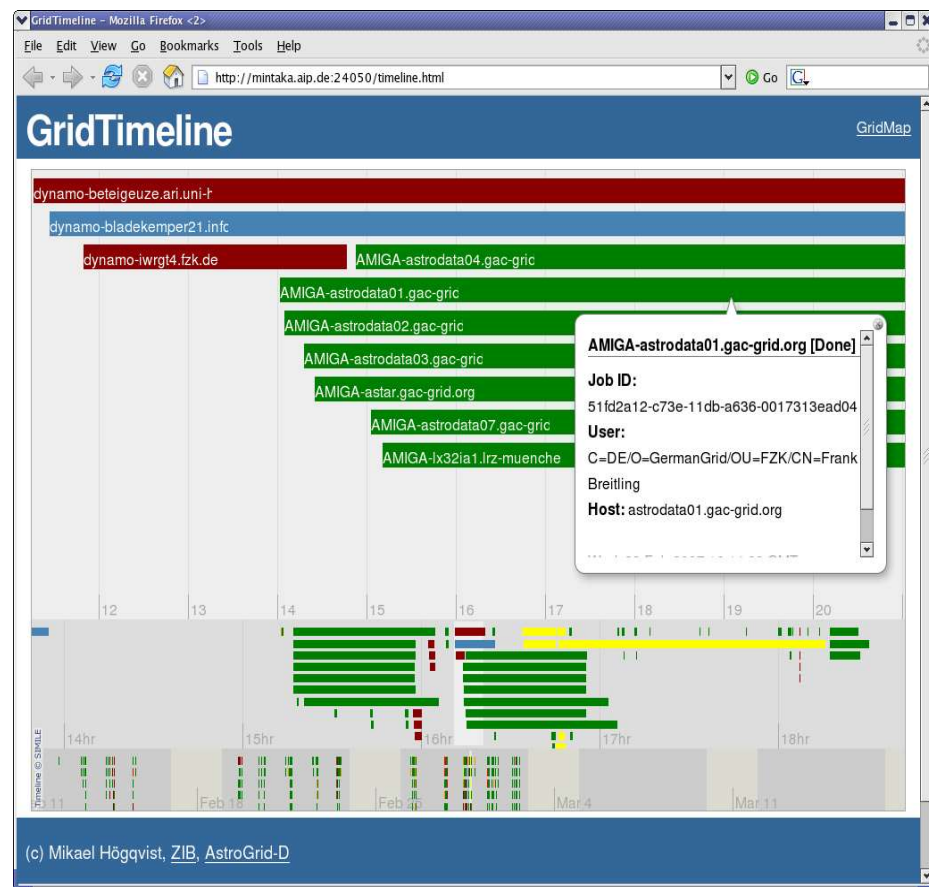 GridTimeline - Mozilla Firefox <2>
File Edit View Go Bookmarks Tools Help
http://mintaka.aip.de:24050/timeline.html
Go
G
GridTimeline
GridMap
dynamo-beteigeuze.ari.uni-h
dynamo-bladekemper21.info
dynamo-iwrgt4.fzk.de
AMIGA-astrodata04.gac-gric
AMIGA-astrodata01.gac-gric
AMIGA-astrodata02.gac-gric
AMIGA-astrodata03.gac-gric
AMIGA-astar.gac-grid.org
AMIGA-astrodata07.gac-gric
AMIGA-lx32ia1.lrz-muenche
AMIGA-astrodata01.gac-grid.org [Done]
Job ID:
51fd2a12-c73e-11db-a636-0017313ead04
User:
C=DE/O=GermanGrid/OU=FZK/CN=Frank
Breitling
Host: astrodata01.gac-grid.org
12 13 14 15 16 17 18 19 20
14hr 15hr 16hr 17hr 18hr
Timeline © SIMILE
Feb 18 Feb 25 Mar 4 Mar 11
(c) Mikael Högqvist, ZIB, AstroGrid-D